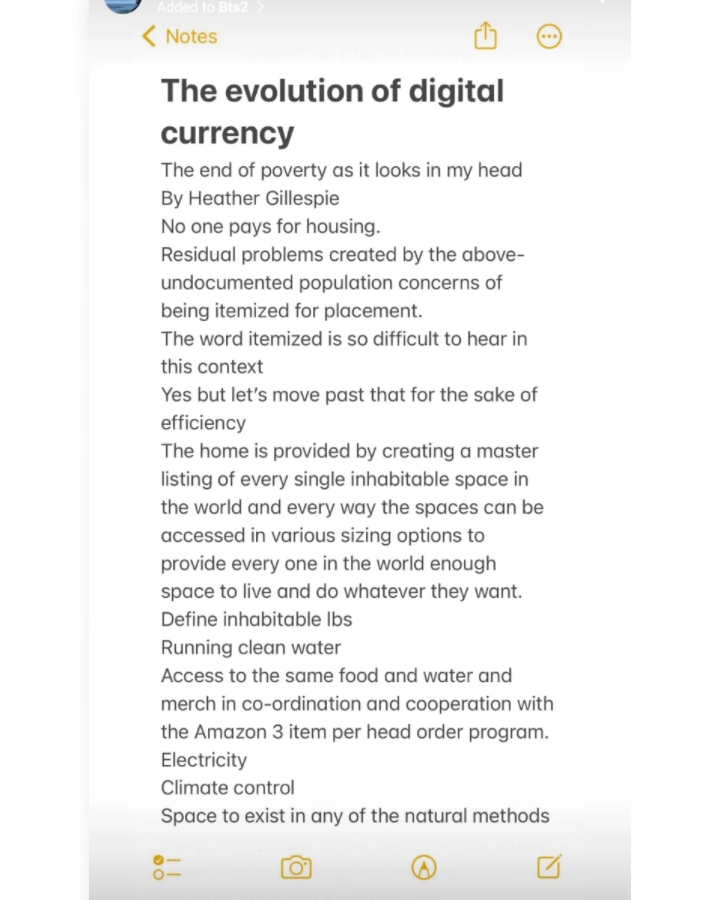 Added to Bts2 >
Notes
The evolution of digital
currency
The end of poverty as it looks in my head
By Heather Gillespie
No one pays for housing.
Residual problems created by the above-
undocumented population concerns of
being itemized for placement.
The word itemized is so difficult to hear in
this context
Yes but let’s move past that for the sake of
efficiency
The home is provided by creating a master
listing of every single inhabitable space in
the world and every way the spaces can be
accessed in various sizing options to
provide every one in the world enough
space to live and do whatever they want.
Define inhabitable lbs
Running clean water
Access to the same food and water and
merch in co-ordination and cooperation with
the Amazon 3 item per head order program.
Electricity
Climate control
Space to exist in any of the natural methods